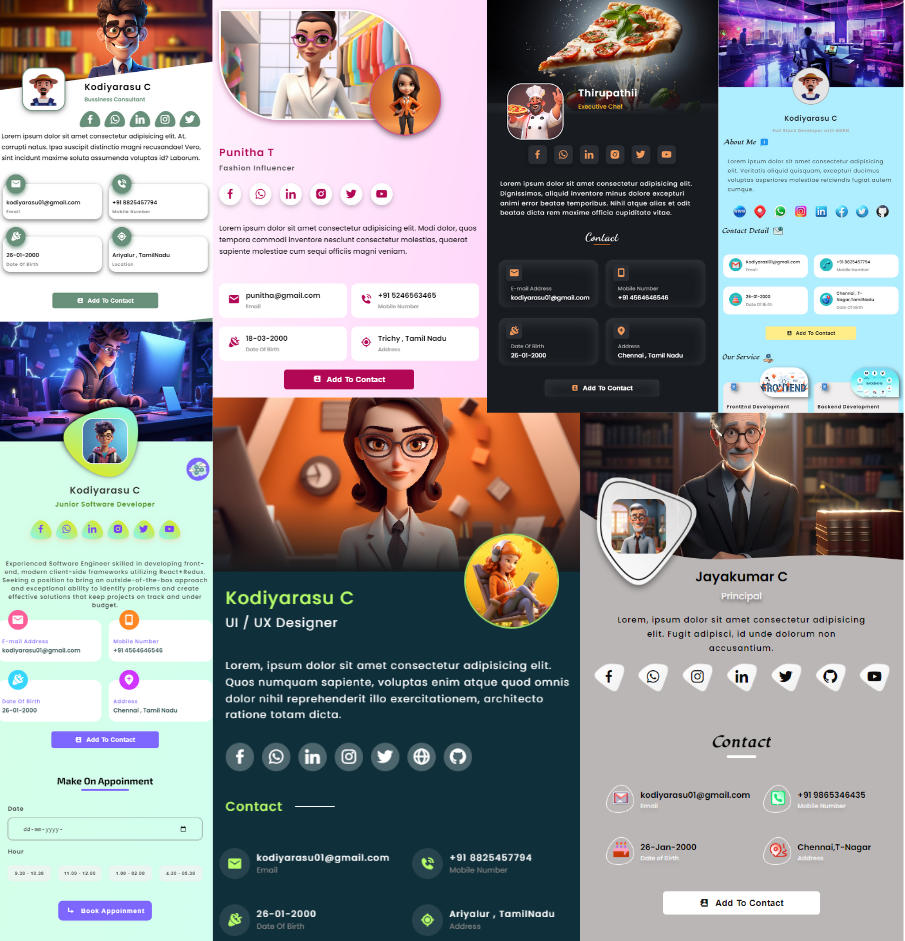 Kodiyarasu C
Bussiness Consultant
Lorem ipsum dolor sit amet consectetur adipisicing elit. At,
corrupti natus. Ipsa suscipit distinctio magni recusandae! Vero,
sint incidunt maxime soluta assumenda voluptas id? Laborum.
kodiyarasu01@gmail.com
Email
+91 8825457794
Mobile Number
26-01-2000
Date Of Birth
Ariyalur , TamilNadu
Location
Add To Contact
Punitha T
Fashion Influencer
Lorem ipsum dolor sit amet consectetur adipisicing elit. Modi dolor, quos
tempora commodi inventore nesciunt consectetur molestias, quaerat
sapiente molestiae cum sequi officiis magni veniam.
punitha@gmail.com
Email
+91 5246563465
Mobile Number
18-03-2000
Date Of Birth
Trichy , Tamil Nadu
Address
Add To Contact
Thirupathii
Executive Chef
Lorem ipsum dolor sit amet consectetur adipisicing elit.
Dignissimos, aliquid inventore minus dolore excepturi
animi error beatae temporibus. Nihil atque alias et odit
beatae dicta rem maxime officia cupiditate vitae.
Contact
E-mail Address
kodiyarasu01@gmail.com
Mobile Number
+91 4564646546
Date Of Birth
26-01-2000
Address
Chennai , Tamil Nadu
Add To Contact
Kodiyarasu C
Full Stack Developer with MERN
About Me
Lorem ipsum dolor sit amet consectetur adipisicing
elit. Veritatis aliquid quisquam, excepturi
voluptas asperiores molestiae reiciendis fugiat eum
cumque.
Contact Detail
Kodiyarasu01@gmail.com
Email
+91 8825457794
Mobile Number
26-01-2000
Date Of Birth
Chennai , T-
Nagar,TamilNadu
Address
Add To Contact
Our Service
FRONTEND
FrontEnd Development
Backend Development
Kodiyarasu C
Junior Software Developer
Experienced Software Engineer skilled in developing front-
end, modern client-side frameworks utilizing React+Redux.
Seeking a position to bring an outside-of-the-box approach
and exceptional ability to identify problems and create
effective solutions that keep projects on track and under
budget.
E-mail Address
kodiyarasu01@gmail.com
Mobile Number
+91 4564646546
Date Of Birth
26-01-2000
Address
Chennai , Tamil Nadu
Add To Contact
Make On Appoinment
Date
dd-mm-yyyy-
Hour
9.30 - 10.30
11.00 - 12.00
1.00 - 02.00
4.30 - 05.30
Book Appoinment
Kodiyarasu C
UI / UX Designer
Lorem, ipsum dolor sit amet consectetur adipisicing elit.
Quos numquam sapiente, voluptas enim atque quod omnis
dolor nihil reprehenderit illo exercitationem, architecto
ratione totam dicta.
Contact
kodiyarasu01@gmail.com
Email
+91 8825457794
Mobile Number
26-01-2000
Date Of Birth
Ariyalur , TamilNadu
Address
Jayakumar C
Principal
Lorem, ipsum dolor sit amet consectetur adipisicing
elit. Fugit adipisci, id unde dolorum non
accusantium.
Contact
kodiyarasu01@gmail.com
Email
+91 9865346435
Mobile Number
26-Jan-2000
Date of Birth
Chennai,T-Nagar
Address
Add To Contact